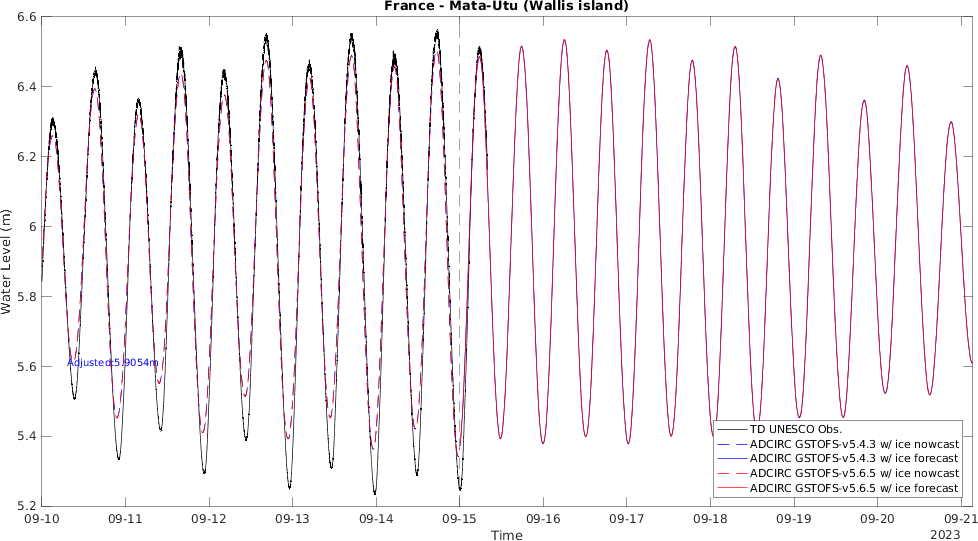 France - Mata-Utu (Wallis island)
Water Level (m)
6.6
6.4
6.2
6
5.8
5.6
5.4
5.2
Adjusted:5.9054m
TD UNESCO Obs.
ADCIRC GSTOFS-v5.4.3 w/ ice nowcast
ADCIRC GSTOFS-v5.4.3 w/ ice forecast
ADCIRC GSTOFS-v5.6.5 w/ ice nowcast
ADCIRC GSTOFS-v5.6.5 w/ ice forecast
09-10 09-11 09-12 09-13 09-14 09-15 09-16 09-17 09-18 09-19 09-20 09-21
Time
2023